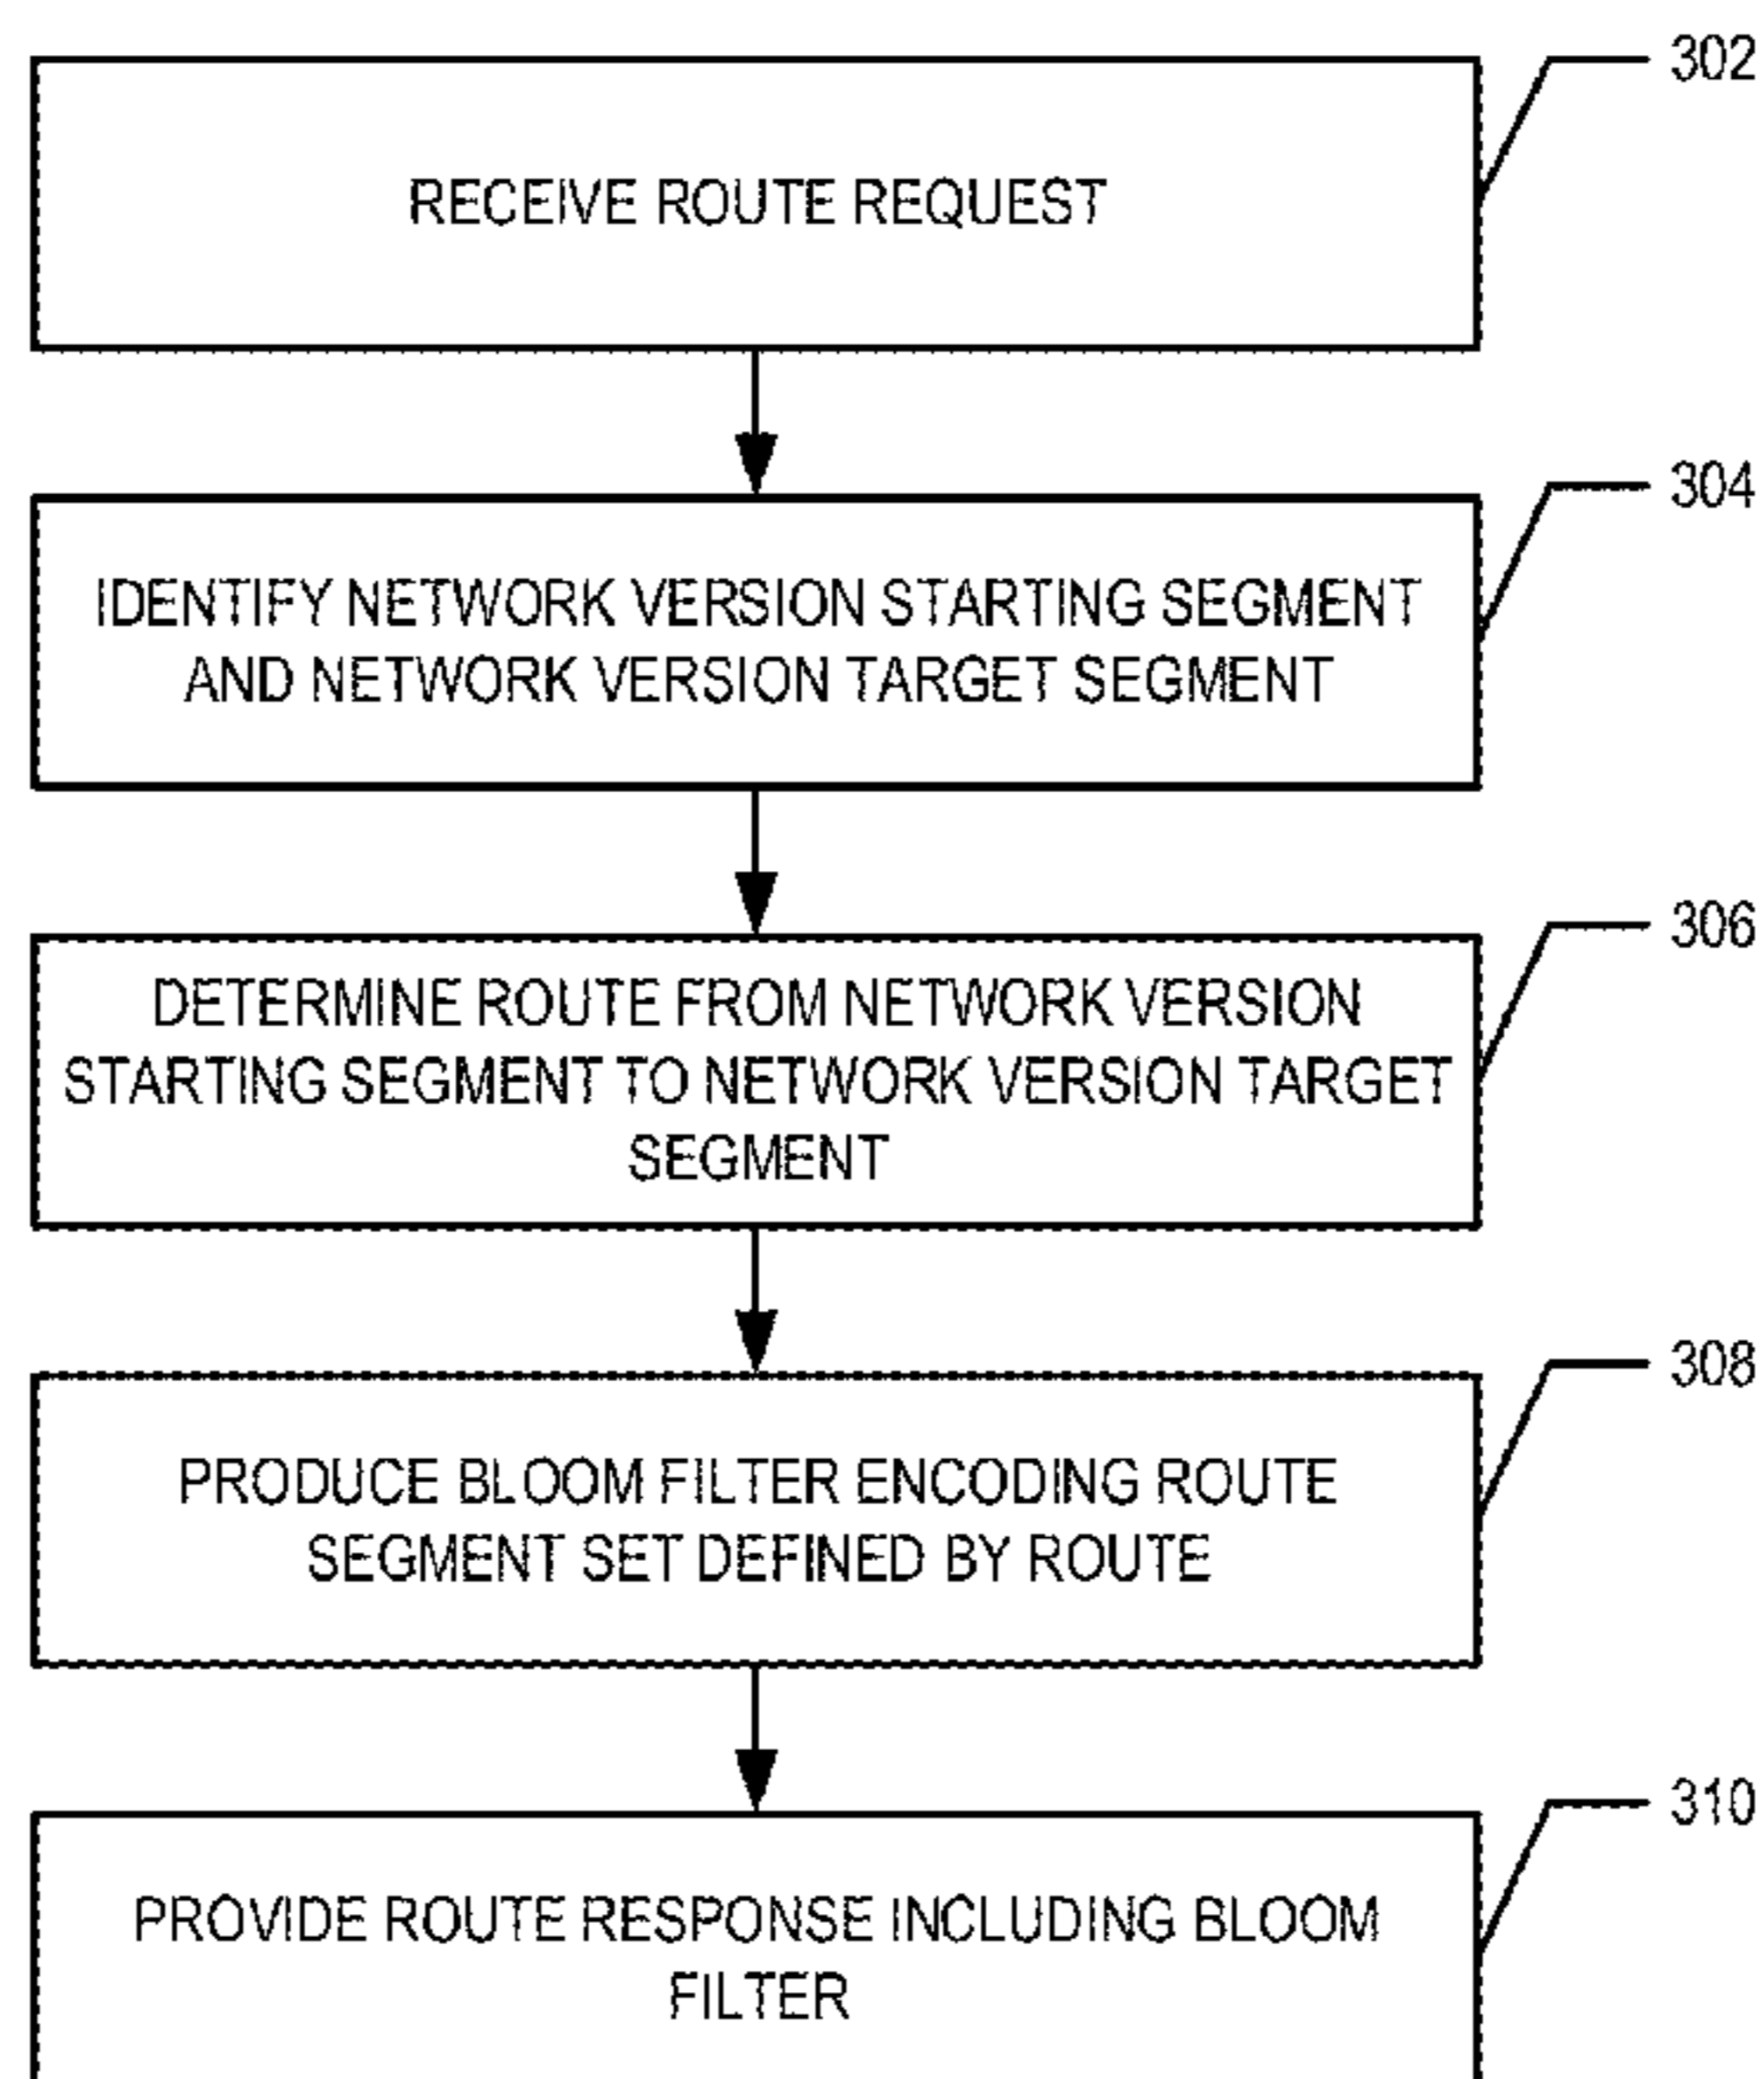 302
RECEIVE ROUTE REQUEST
304
IDENTIFY NETWORK VERSION STARTING SEGMENT
AND NETWORK VERSION TARGET SEGMENT
306
DETERMINE ROUTE FROM NETWORK VERSION
STARTING SEGMENT TO NETWORK VERSION TARGET
SEGMENT
308
PRODUCE BLOOM FILTER ENCODING ROUTE
SEGMENT SET DEFINED BY ROUTE
310
PROVIDE ROUTE RESPONSE INCLUDING BLOOM
FILTER